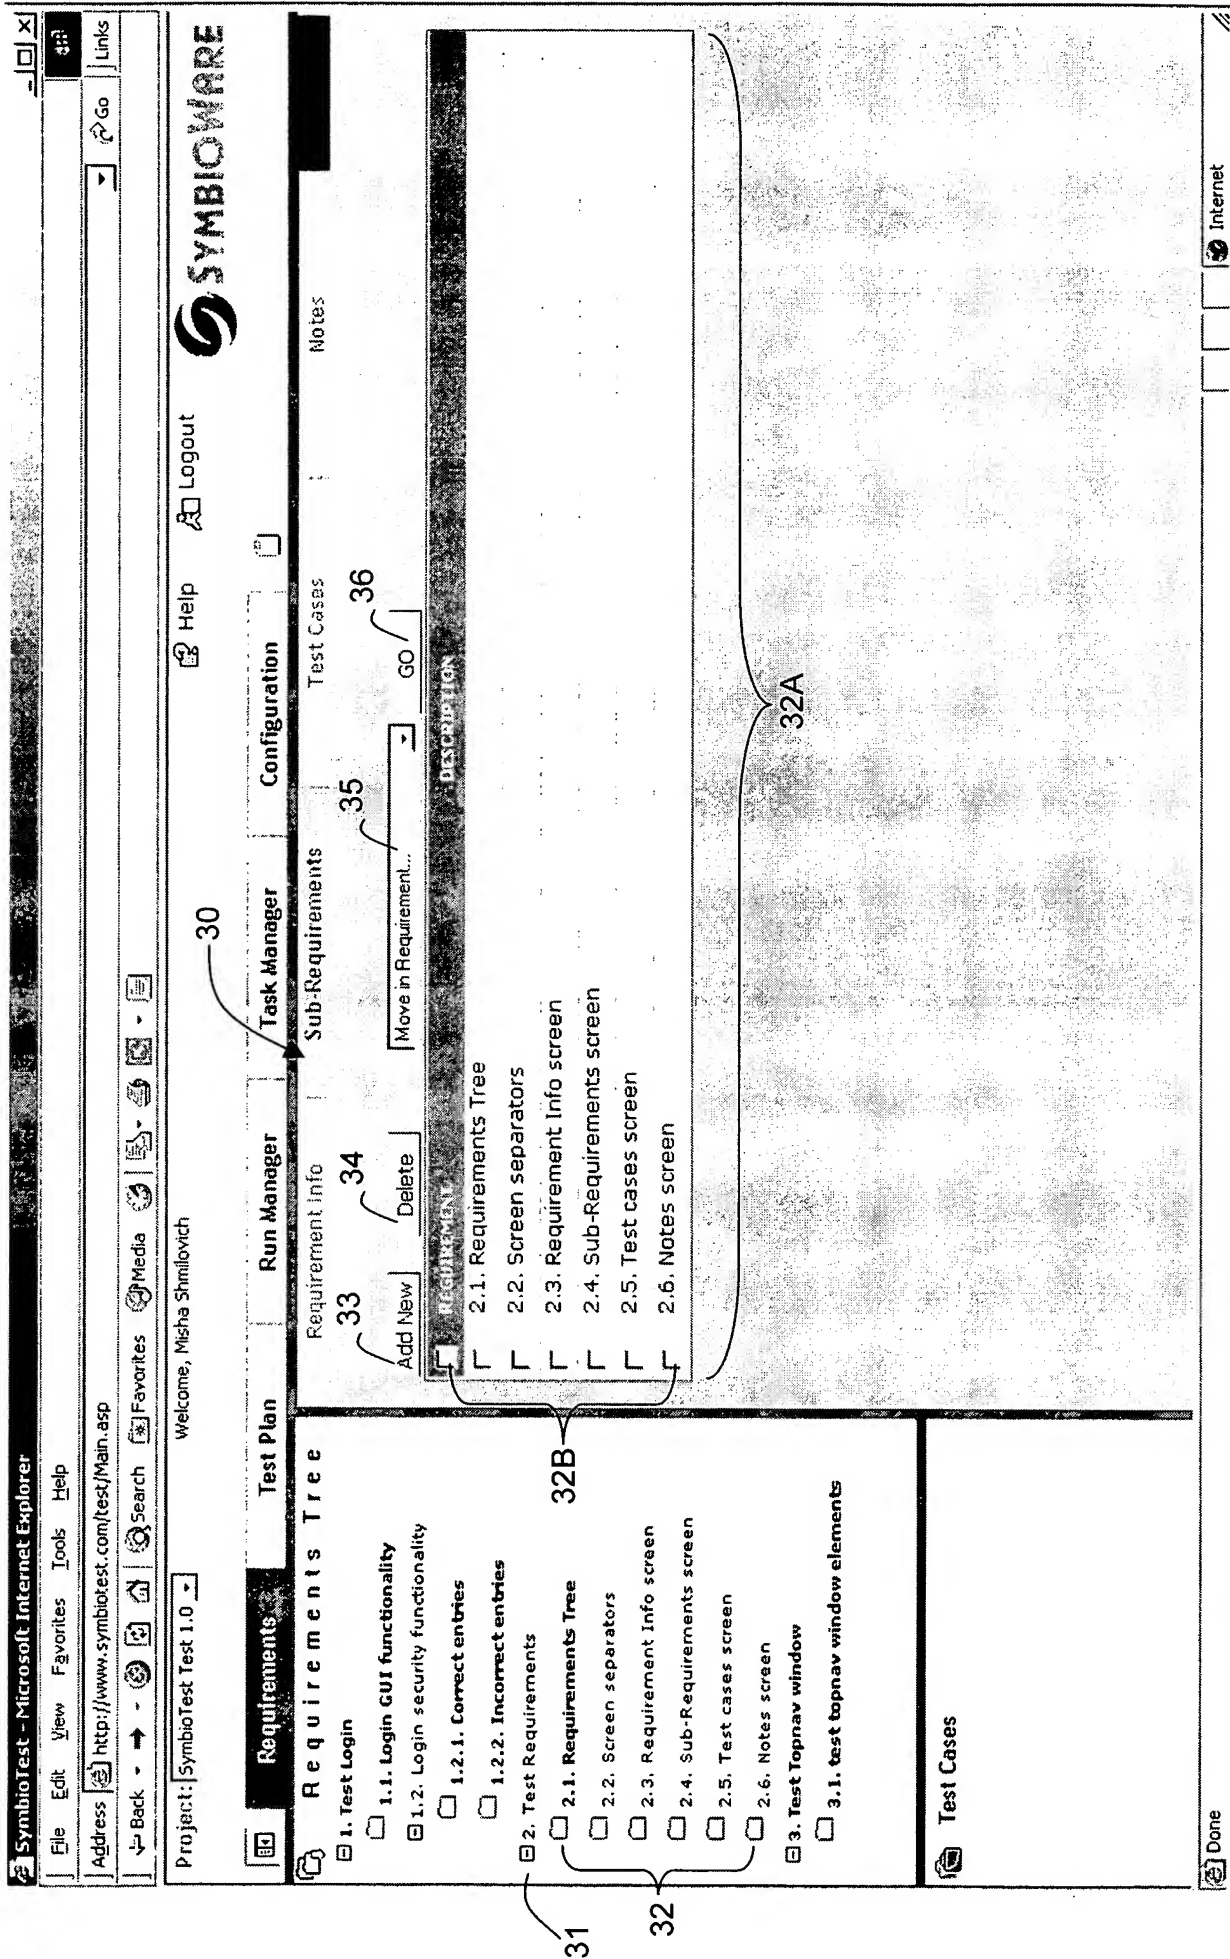 SymbioTest - Microsoft Internet Explorer
File Edit View Favorites Tools Help
Address http://www.symbiotest.com/test/Main.asp Go Links
Back Search Favorites Media
Project: SymbioTest Test 1.0 Welcome, Misha Shmilovich Help Logout SYMBIOWARE
30
Requirements Test Plan Run Manager Task Manager Configuration
Requirements Tree
1. Test Login
1.1. Login GUI functionality
1.2. Login security functionality
1.2.1. Correct entries
1.2.2. Incorrect entries
31
2. Test Requirements
32
2.1. Requirements Tree
2.2. Screen separators
2.3. Requirement Info screen
2.4. Sub-Requirements screen
2.5. Test cases screen
2.6. Notes screen
3. Test Topnav window
3.1. test topnav window elements
Test Cases
Requirement Info Sub-Requirements Test Cases Notes
33 34 35 36
Add New Delete Move in Requirement... GO
REQUIREMENT DESCRIPTION
2.1. Requirements Tree
2.2. Screen separators
2.3. Requirement Info screen
2.4. Sub-Requirements screen
2.5. Test cases screen
2.6. Notes screen
32B
32A
Done Internet